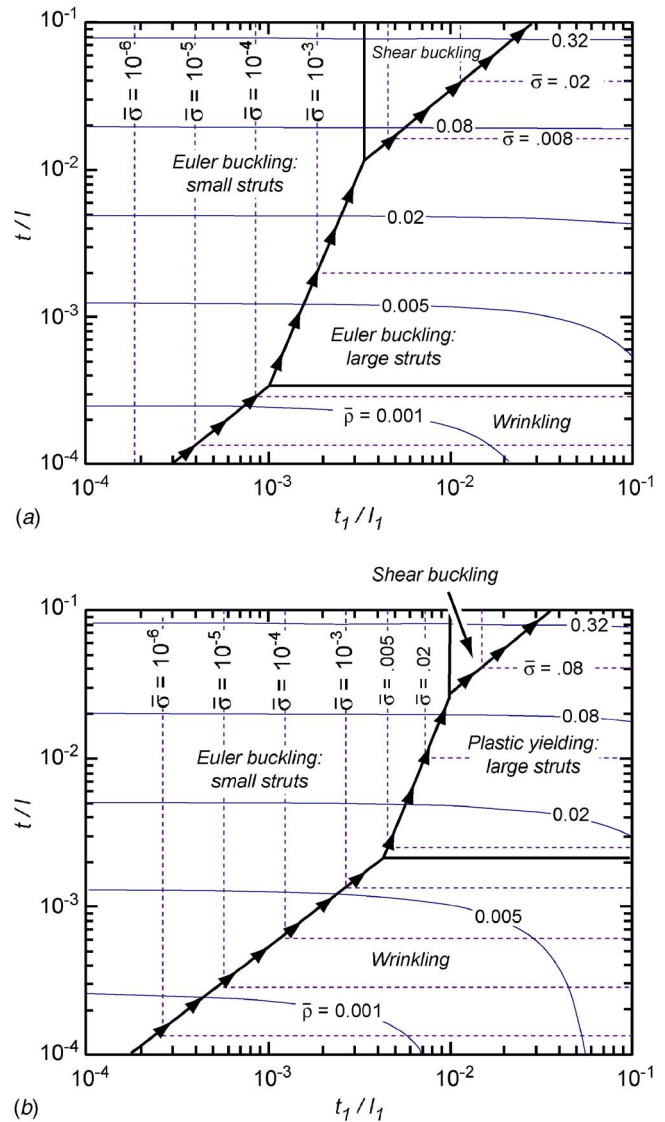 10⁻¹
10⁻²
10⁻³
10⁻⁴
t / l
σ̄ = 10⁻⁶
σ̄ = 10⁻⁵
σ̄ = 10⁻⁴
σ̄ = 10⁻³
Shear buckling
0.32
σ̄ = .02
0.08
σ̄ = .008
Euler buckling:
small struts
0.02
0.005
Euler buckling:
large struts
ρ̄ = 0.001
Wrinkling
10⁻⁴
10⁻³
10⁻²
10⁻¹
t₁ / l₁
(a)
Shear buckling
10⁻¹
10⁻²
10⁻³
10⁻⁴
t / l
σ̄ = 10⁻⁶
σ̄ = 10⁻⁵
σ̄ = 10⁻⁴
σ̄ = 10⁻³
σ̄ = .005
σ̄ = .02
0.32
σ̄ = .08
0.08
Euler buckling:
small struts
Plastic yielding:
large struts
0.02
0.005
Wrinkling
ρ̄ = 0.001
10⁻⁴
10⁻³
10⁻²
10⁻¹
t₁ / l₁
(b)